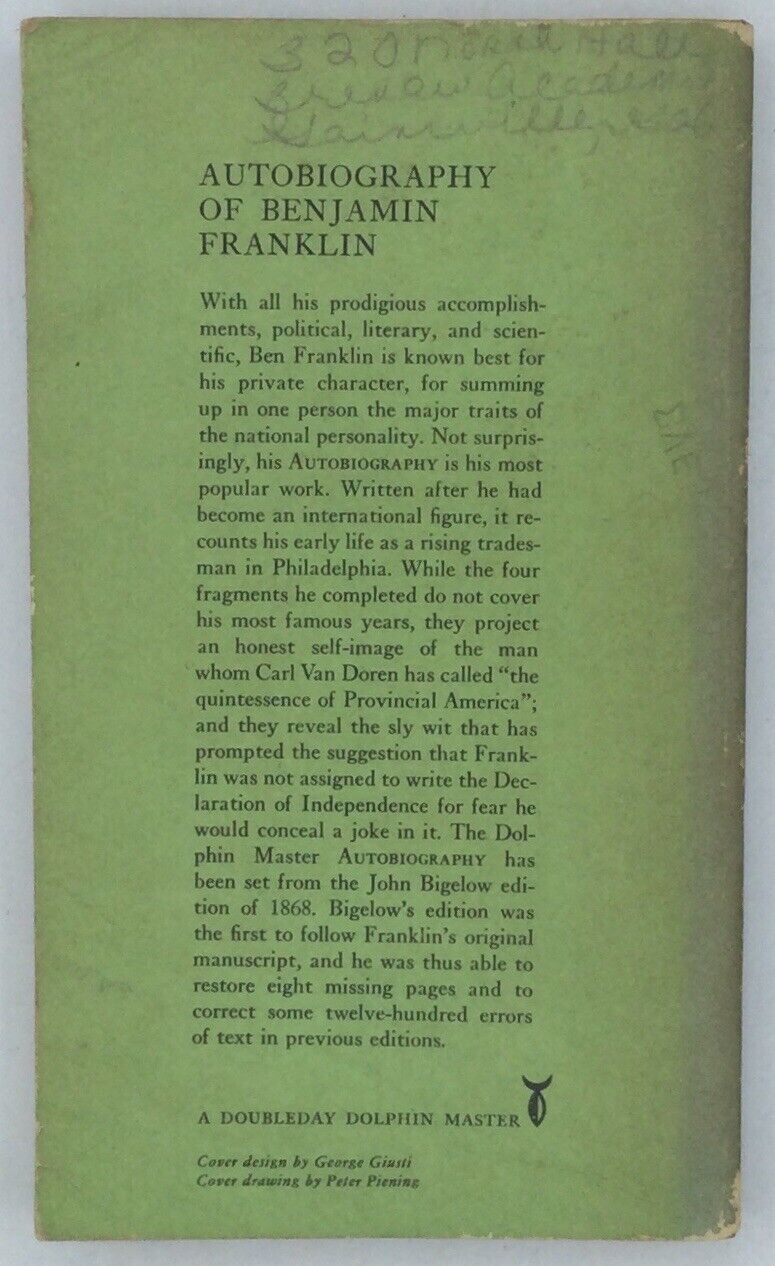 320 Hall
Brenau Academy
Gainesville,
AUTOBIOGRAPHY
OF BENJAMIN
FRANKLIN
With all his prodigious accomplish-
ments, political, literary, and scien-
tific, Ben Franklin is known best for
his private character, for summing
up in one person the major traits of
the national personality. Not surpris-
ingly, his AUTOBIOGRAPHY is his most
popular work. Written after he had
become an international figure, it re-
counts his early life as a rising trades-
man in Philadelphia. While the four
fragments he completed do not cover
his most famous years, they project
an honest self-image of the man
whom Carl Van Doren has called “the
quintessence of Provincial America”;
and they reveal the sly wit that has
prompted the suggestion that Frank-
lin was not assigned to write the Dec-
laration of Independence for fear he
would conceal a joke in it. The Dol-
phin Master AUTOBIOGRAPHY has
been set from the John Bigelow edi-
tion of 1868. Bigelow's edition was
the first to follow Franklin's original
manuscript, and he was thus able to
restore eight missing pages and to
correct some twelve-hundred errors
of text in previous editions.
A DOUBLEDAY DOLPHIN MASTER
Cover design by George Giusti
Cover drawing by Peter Piening